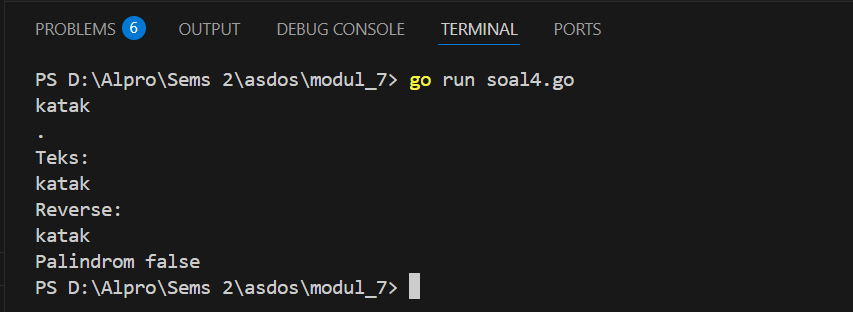 PROBLEMS 6 OUTPUT DEBUG CONSOLE TERMINAL PORTS
PS D:\Alpro\Sems 2\asdos\modul_7> go run soal4.go
katak
.
Teks:
katak
Reverse:
katak
Palindrom false
PS D:\Alpro\Sems 2\asdos\modul_7>